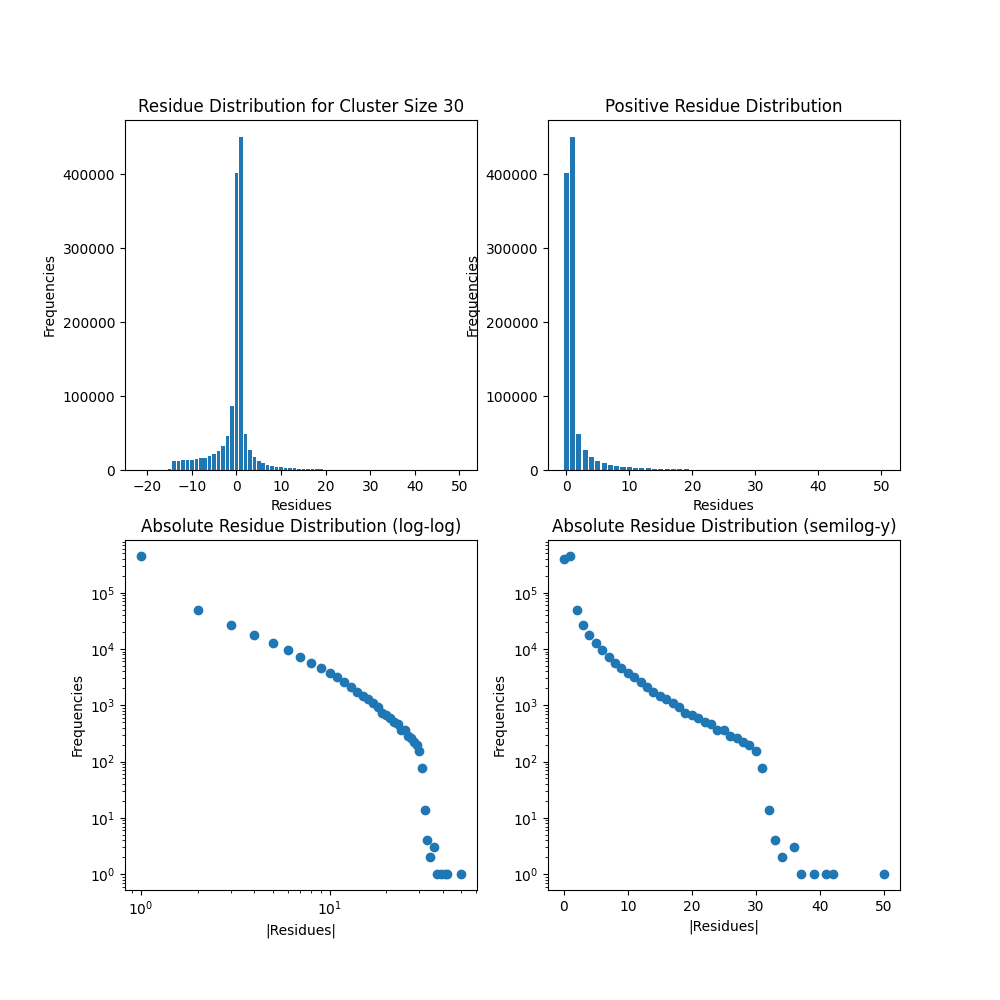 Residue Distribution for Cluster Size 30
Frequencies
400000
300000
200000
100000
0
−20 −10 0 10 20 30 40 50
Residues
Positive Residue Distribution
Frequencies
400000
300000
200000
100000
0
0 10 20 30 40 50
Residues
Absolute Residue Distribution (log-log)
Frequencies
10⁵
10⁴
10³
10²
10¹
10⁰
10⁰ 10¹
|Residues|
Absolute Residue Distribution (semilog-y)
Frequencies
10⁵
10⁴
10³
10²
10¹
10⁰
0 10 20 30 40 50
|Residues|